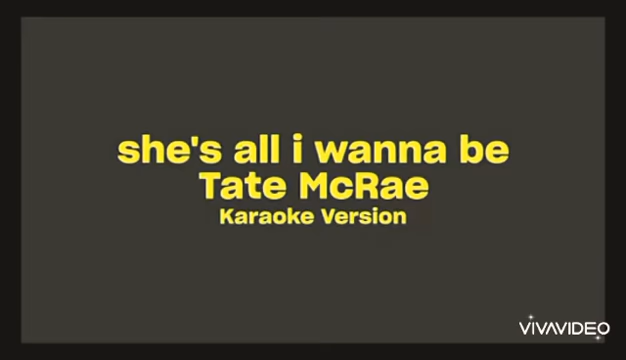 she's all i wanna be
Tate McRae
Karaoke Version
VIVAVIDEO